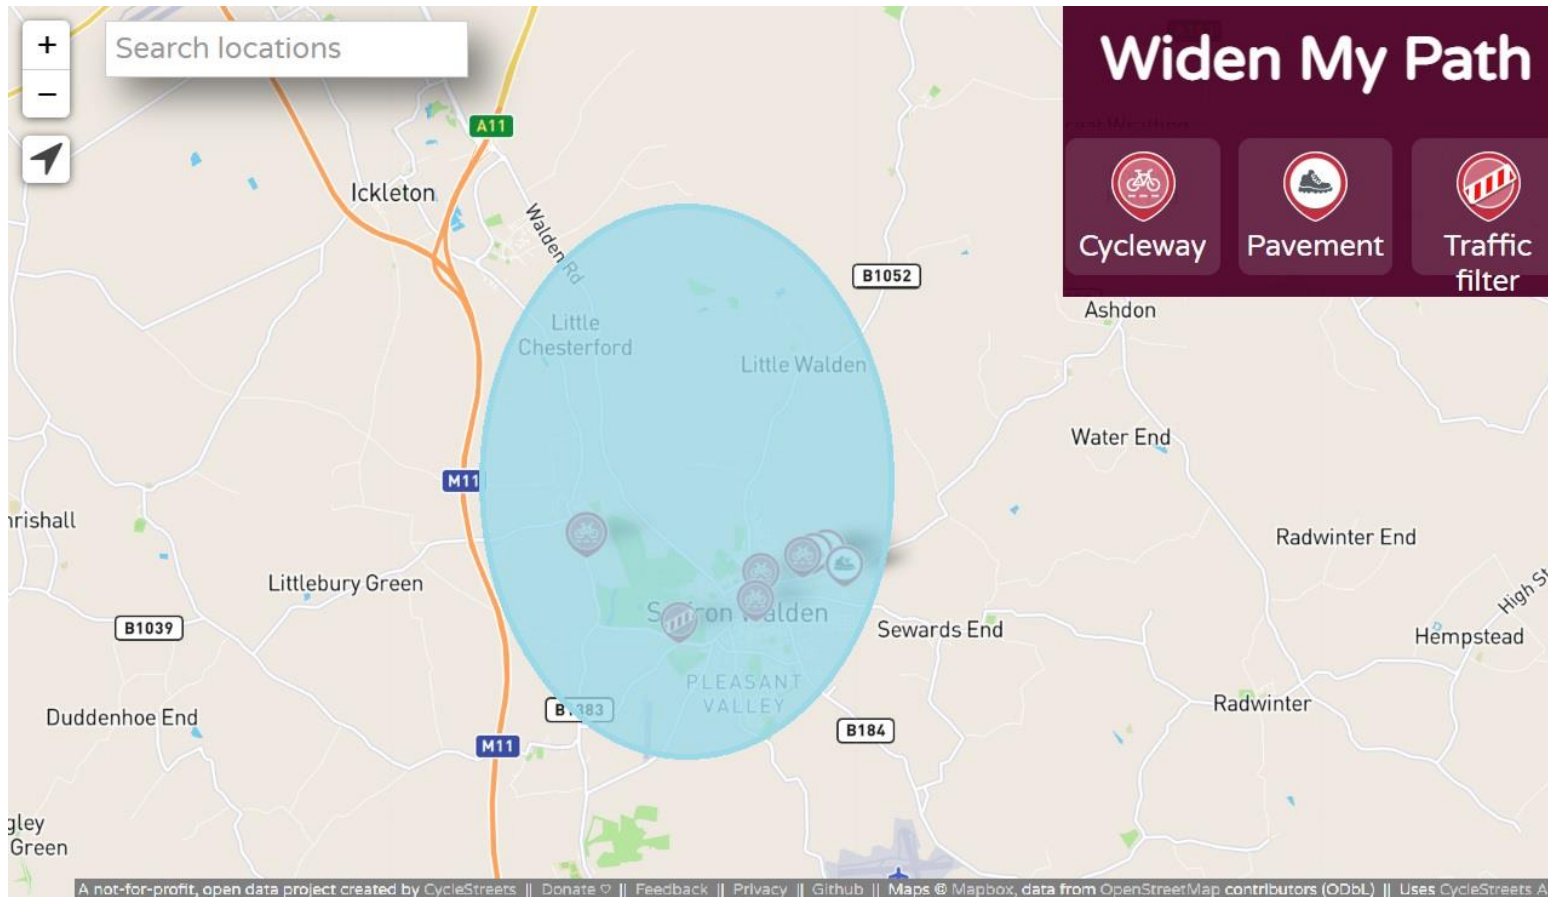 +
Search locations
Widen My Path
−
A11
Ickleton
Walden Rd
Cycleway
Pavement
Traffic
filter
B1052
Ashdon
Little
Chesterford
Little Walden
Water End
M11
Radwinter End
Littlebury Green
High St
Saffron Walden
B1039
Sewards End
Hempstead
PLEASANT
VALLEY
B1383
Radwinter
Duddenhoe End
B184
M11
Green
A not-for-profit, open data project created by CycleStreets || Donate ♡ || Feedback || Privacy || Github || Maps © Mapbox, data from OpenStreetMap contributors (ODbL) || Uses CycleStreets A